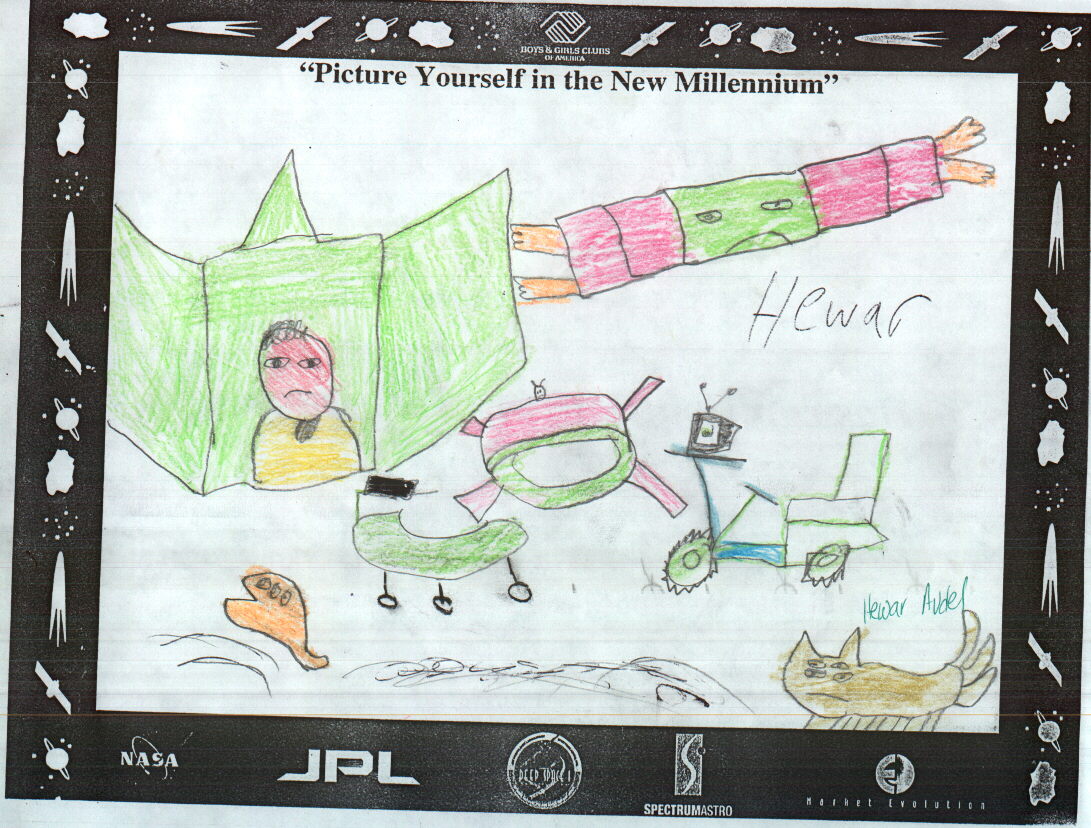 BOYS & GIRLS CLUBS
OF AMERICA
“Picture Yourself in the New Millennium”
Hewar
Hewar Audel
NASA
JPL
DEEP SPACE 1
SPECTRUMASTRO
Market Evolution